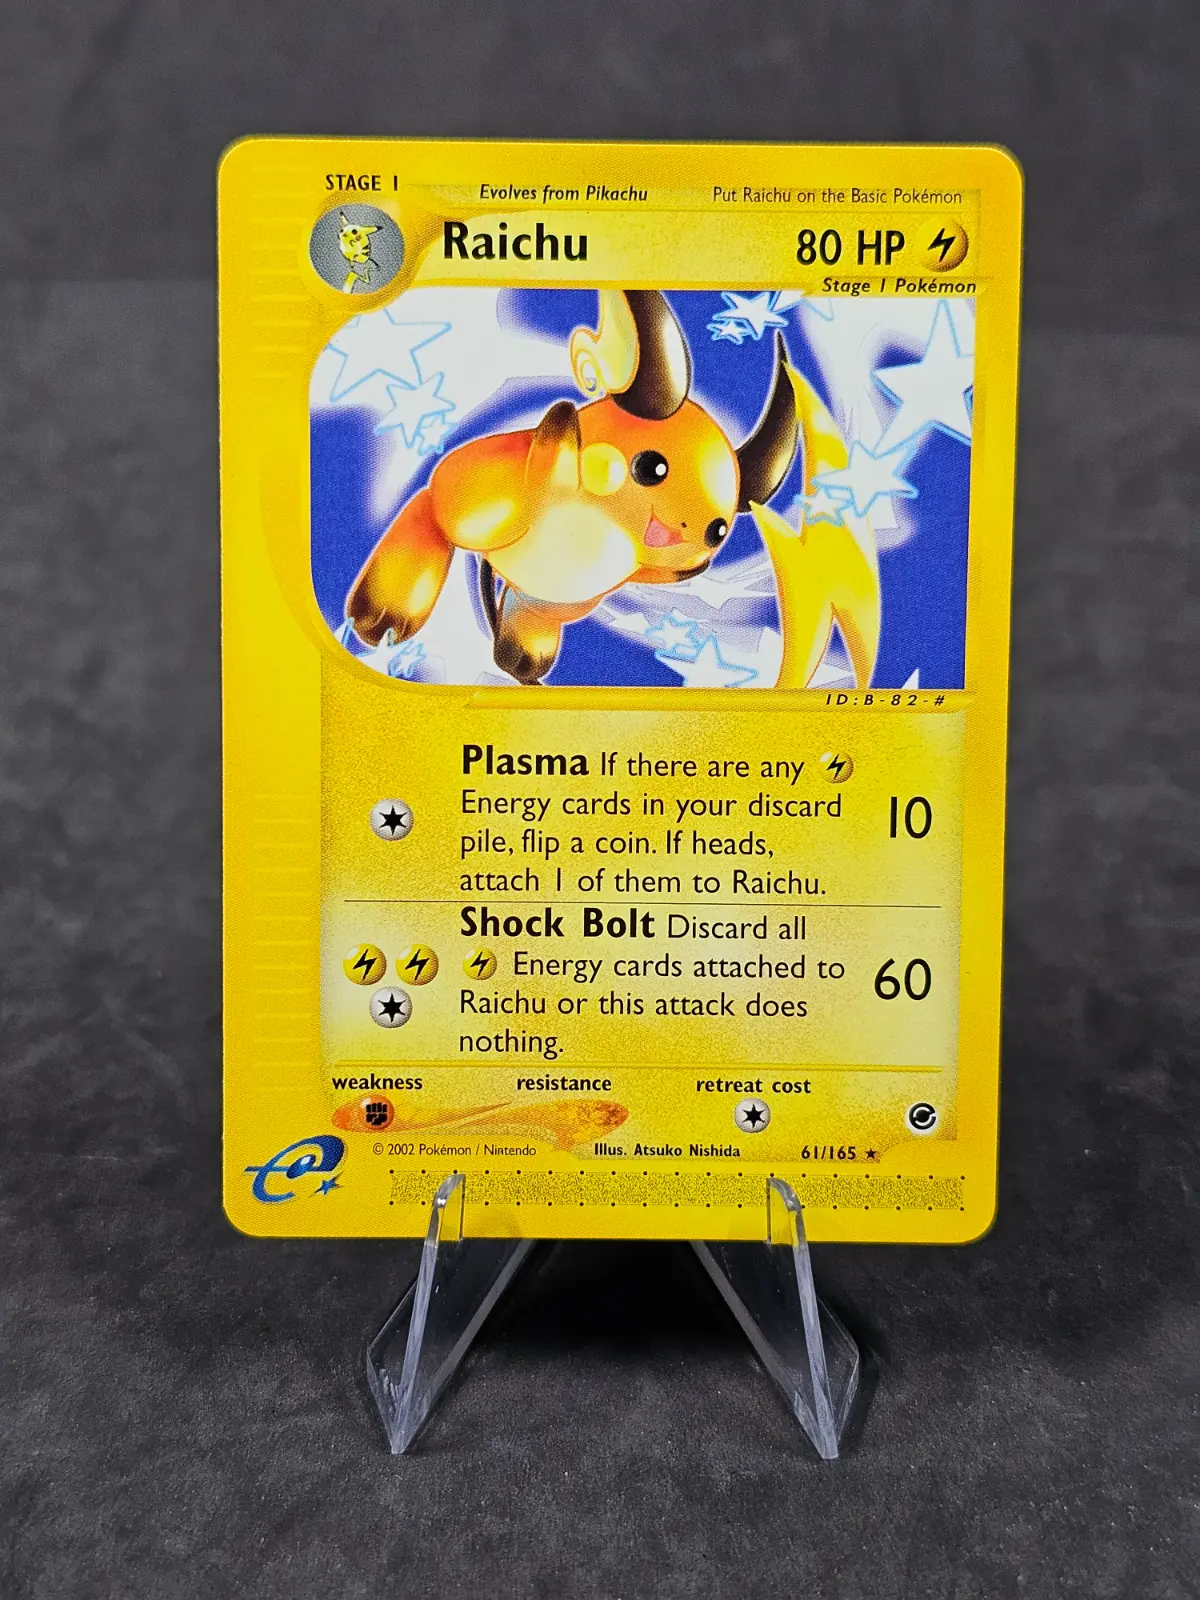 STAGE 1
Evolves from Pikachu
Put Raichu on the Basic Pokémon
Raichu
80 HP
Stage 1 Pokémon
ID:B-82-#
Plasma If there are any
Energy cards in your discard
pile, flip a coin. If heads,
attach 1 of them to Raichu.
10
Shock Bolt Discard all
Energy cards attached to
Raichu or this attack does
nothing.
60
weakness
resistance
retreat cost
© 2002 Pokémon / Nintendo
Illus. Atsuko Nishida
61/165 ★
e